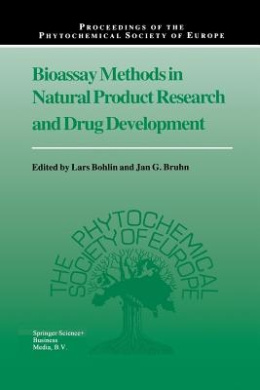 PROCEEDINGS OF THE
PHYTOCHEMICAL SOCIETY OF EUROPE
Bioassay Methods in
Natural Product Research
and Drug Development
Edited by Lars Bohlin and Jan G. Bruhn
THE PHYTOCHEMICAL
SOCIETY OF EUROPE
Springer-Science+
Business
Media, B.V.